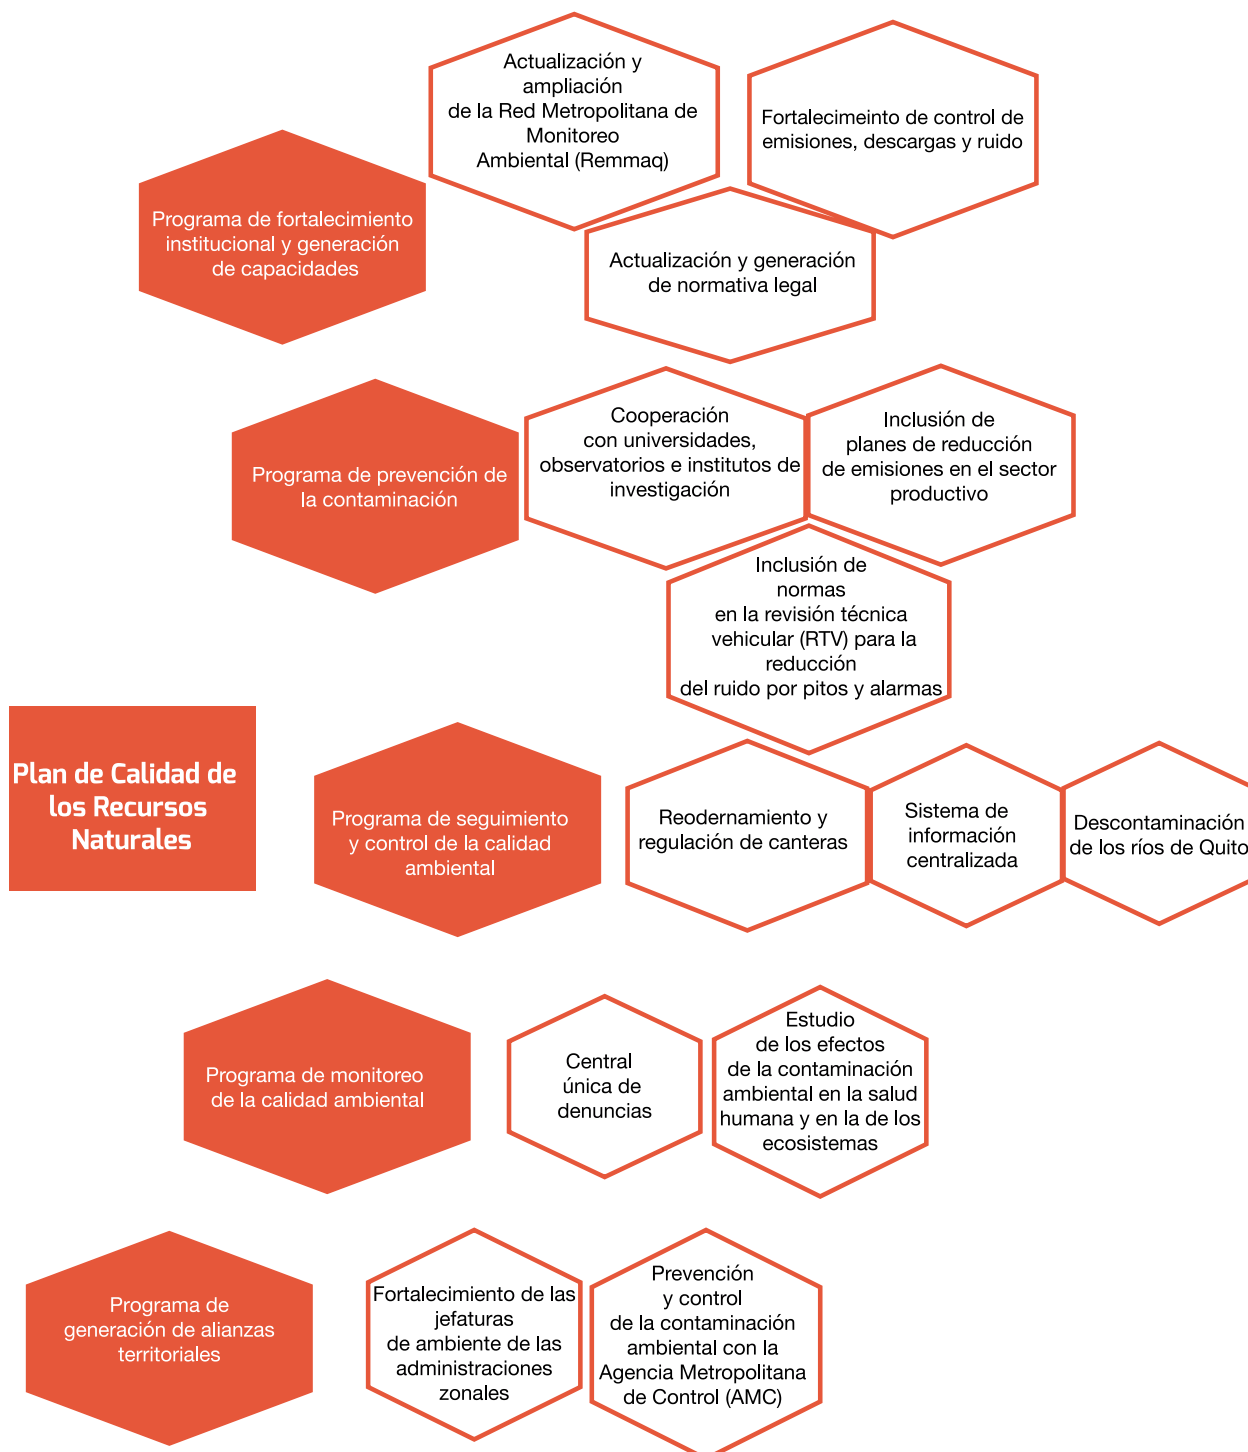 Plan de Calidad de
los Recursos
Naturales
Programa de fortalecimiento
institucional y generación
de capacidades
Actualización y
ampliación
de la Red Metropolitana de
Monitoreo
Ambiental (Remmaq)
Fortalecimeinto de control de
emisiones, descargas y ruido
Actualización y generación
de normativa legal
Programa de prevención de
la contaminación
Cooperación
con universidades,
observatorios e institutos de
investigación
Inclusión de
planes de reducción
de emisiones en el sector
productivo
Inclusión de
normas
en la revisión técnica
vehicular (RTV) para la
reducción
del ruido por pitos y alarmas
Programa de seguimiento
y control de la calidad
ambiental
Reodernamiento y
regulación de canteras
Sistema de
información
centralizada
Descontaminación
de los ríos de Quito
Programa de monitoreo
de la calidad ambiental
Central
única de
denuncias
Estudio
de los efectos
de la contaminación
ambiental en la salud
humana y en la de los
ecosistemas
Programa de
generación de alianzas
territoriales
Fortalecimiento de las
jefaturas
de ambiente de las
administraciones
zonales
Prevención
y control
de la contaminación
ambiental con la
Agencia Metropolitana
de Control (AMC)